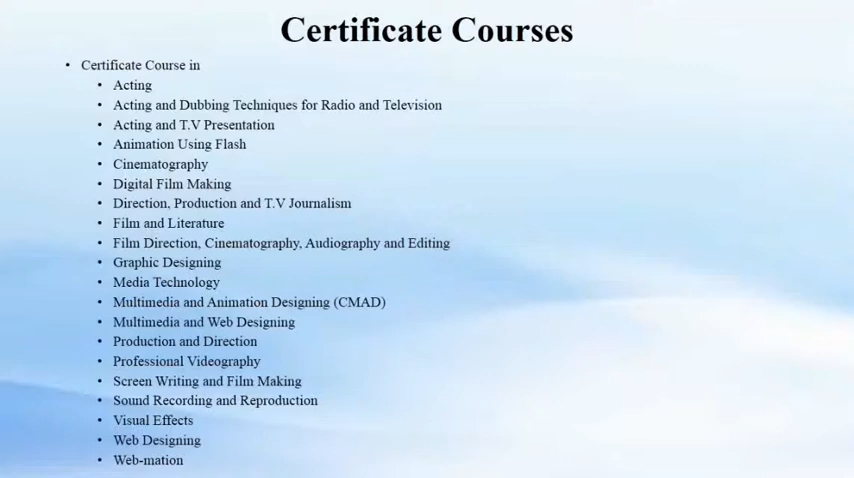 Certificate Courses
• Certificate Course in
• Acting
• Acting and Dubbing Techniques for Radio and Television
• Acting and T.V Presentation
• Animation Using Flash
• Cinematography
• Digital Film Making
• Direction, Production and T.V Journalism
• Film and Literature
• Film Direction, Cinematography, Audiography and Editing
• Graphic Designing
• Media Technology
• Multimedia and Animation Designing (CMAD)
• Multimedia and Web Designing
• Production and Direction
• Professional Videography
• Screen Writing and Film Making
• Sound Recording and Reproduction
• Visual Effects
• Web Designing
• Web-mation